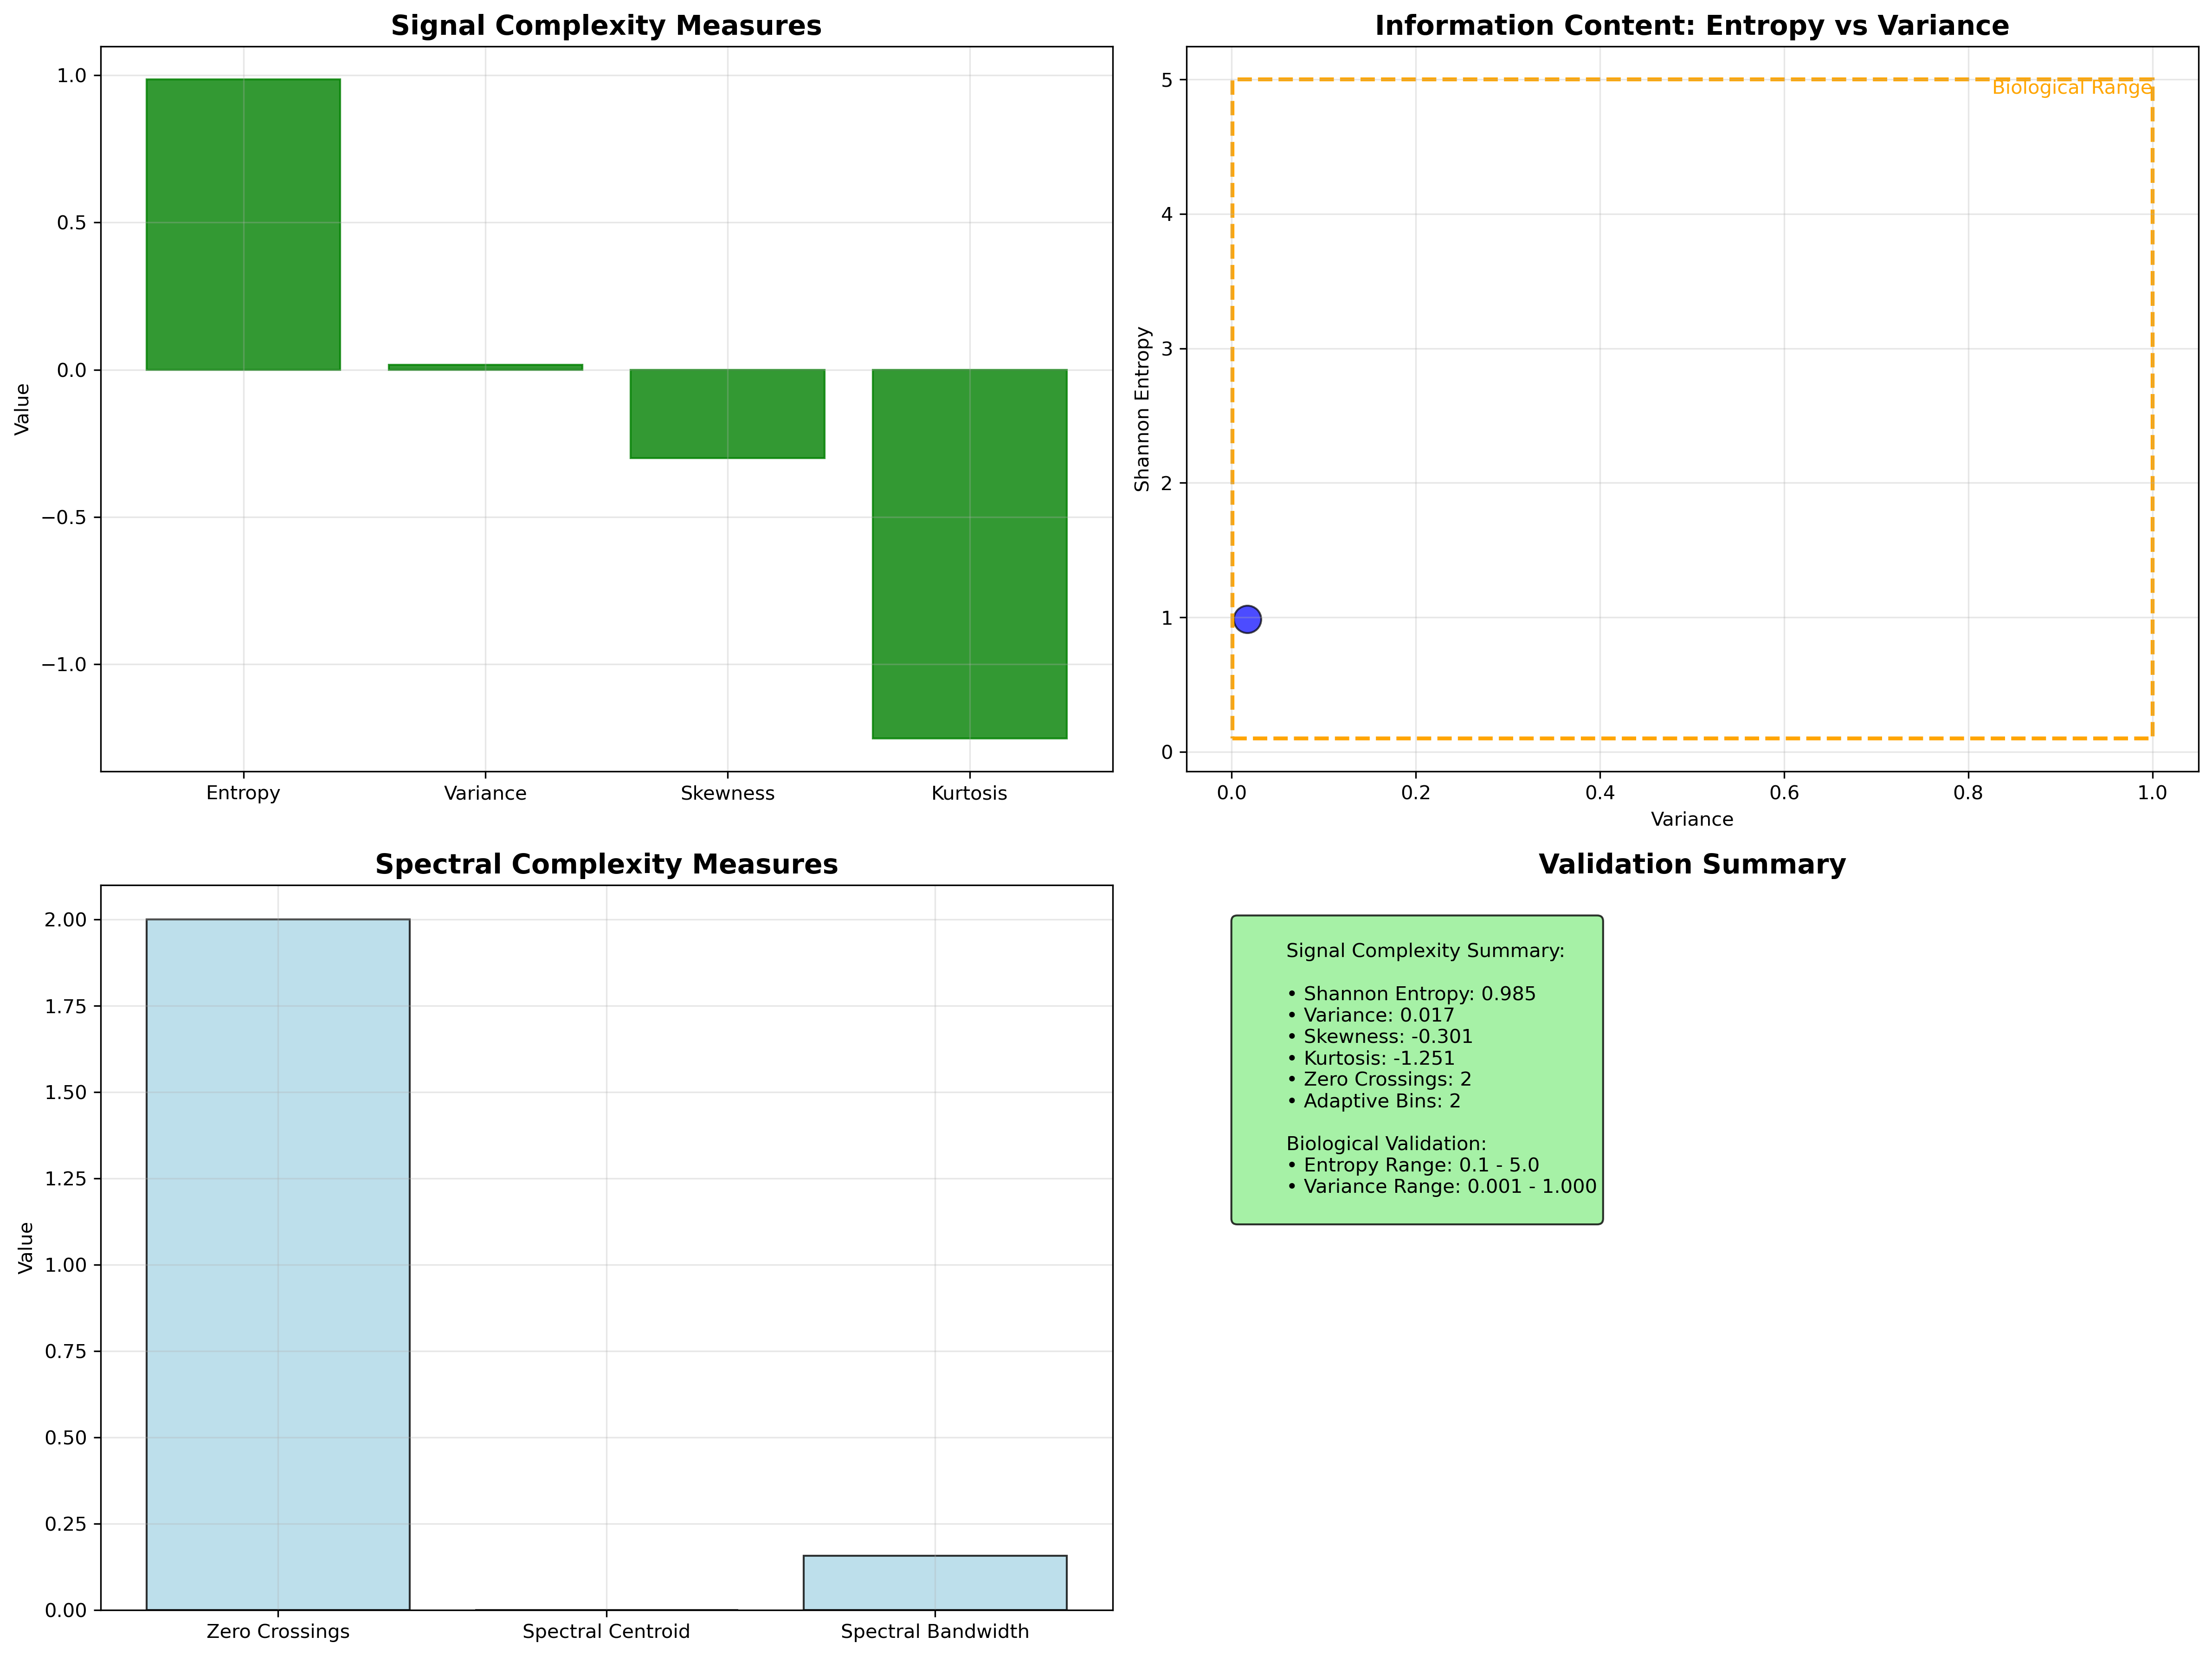 Signal Complexity Measures
1.0
0.5
0.0
−0.5
−1.0
Value
Entropy
Variance
Skewness
Kurtosis
Information Content: Entropy vs Variance
Biological Range
5
4
3
2
1
0
Shannon Entropy
0.0
0.2
0.4
0.6
0.8
1.0
Variance
Spectral Complexity Measures
2.00
1.75
1.50
1.25
1.00
0.75
0.50
0.25
0.00
Value
Zero Crossings
Spectral Centroid
Spectral Bandwidth
Validation Summary
Signal Complexity Summary:
• Shannon Entropy: 0.985
• Variance: 0.017
• Skewness: -0.301
• Kurtosis: -1.251
• Zero Crossings: 2
• Adaptive Bins: 2
Biological Validation:
• Entropy Range: 0.1 - 5.0
• Variance Range: 0.001 - 1.000